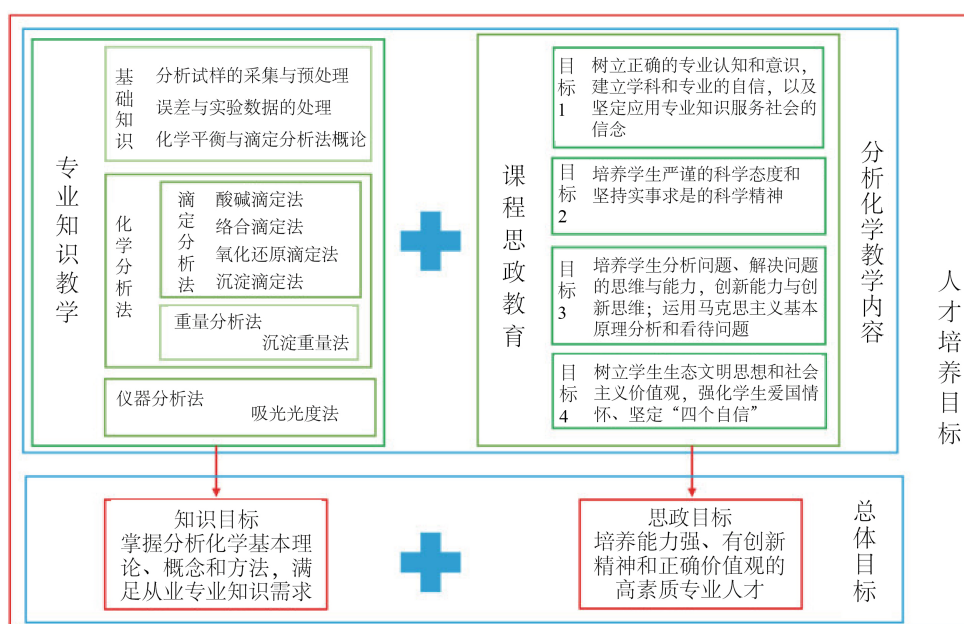 专业知识教学
基础知识
分析试样的采集与预处理
误差与实验数据的处理
化学平衡与滴定分析法概论
化学分析法
滴定分析法
酸碱滴定法
络合滴定法
氧化还原滴定法
沉淀滴定法
重量分析法
沉淀重量法
仪器分析法
吸光光度法
课程思政教育
目标1
树立正确的专业认知和意识，
建立学科和专业的自信，以及
坚定应用专业知识服务社会的
信念
目标2
培养学生严谨的科学态度和
坚持实事求是的科学精神
目标3
培养学生分析问题、解决问题
的思维与能力，创新能力与创
新思维；运用马克思主义基本
原理分析和看待问题
目标4
树立学生生态文明思想和社会
主义价值观，强化学生爱国情
怀、坚定“四个自信”
分析化学教学内容
人才培养目标
知识目标
掌握分析化学基本理
论、概念和方法，满
足从业专业知识需求
思政目标
培养能力强、有创新
精神和正确价值观的
高素质专业人才
总体目标